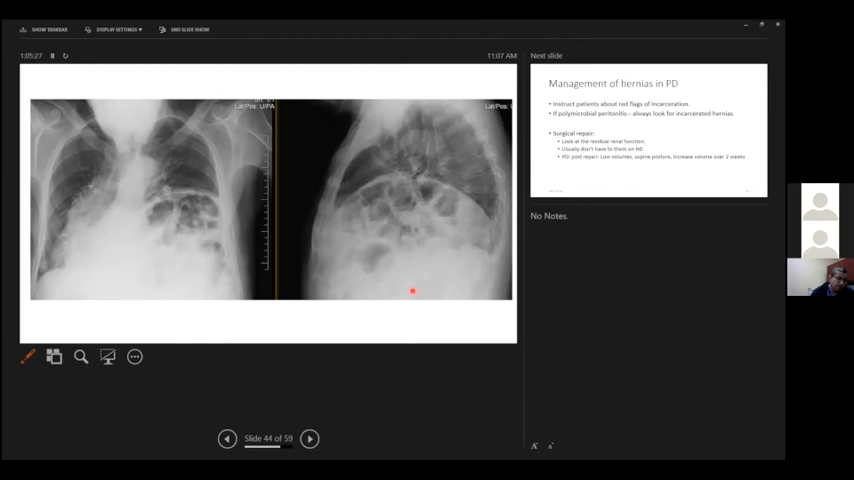 SHOW TASKBAR
DISPLAY SETTINGS ▾
END SLIDE SHOW
1:05:27
11:07 AM
Lat/Pos: U/PA
Lat/Pos: U
Slide 44 of 59
Next slide
Management of hernias in PD
• Instruct patients about red flags of incarceration.
• If polymicrobial peritonitis – always look for incarcerated hernias
• Surgical repair:
• Look at the residual renal function.
• Usually don't have to them on HD
• PD: post repair: Low volumes, supine posture, increase volume over 2 weeks
No Notes.
A
A